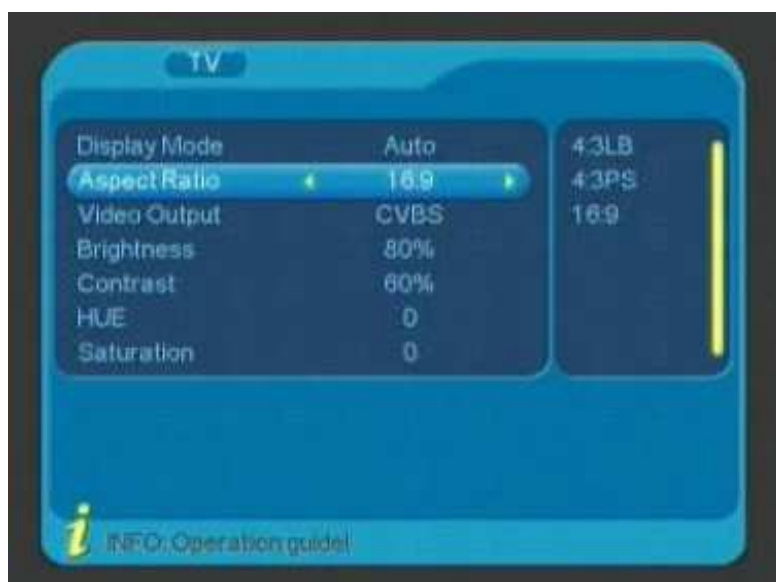 TV
Display Mode Auto
Aspect Ratio 16:9
Video Output CVBS
Brightness 80%
Contrast 60%
HUE 0
Saturation 0
4:3LB
4:3PS
16:9
INFO: Operation guide!